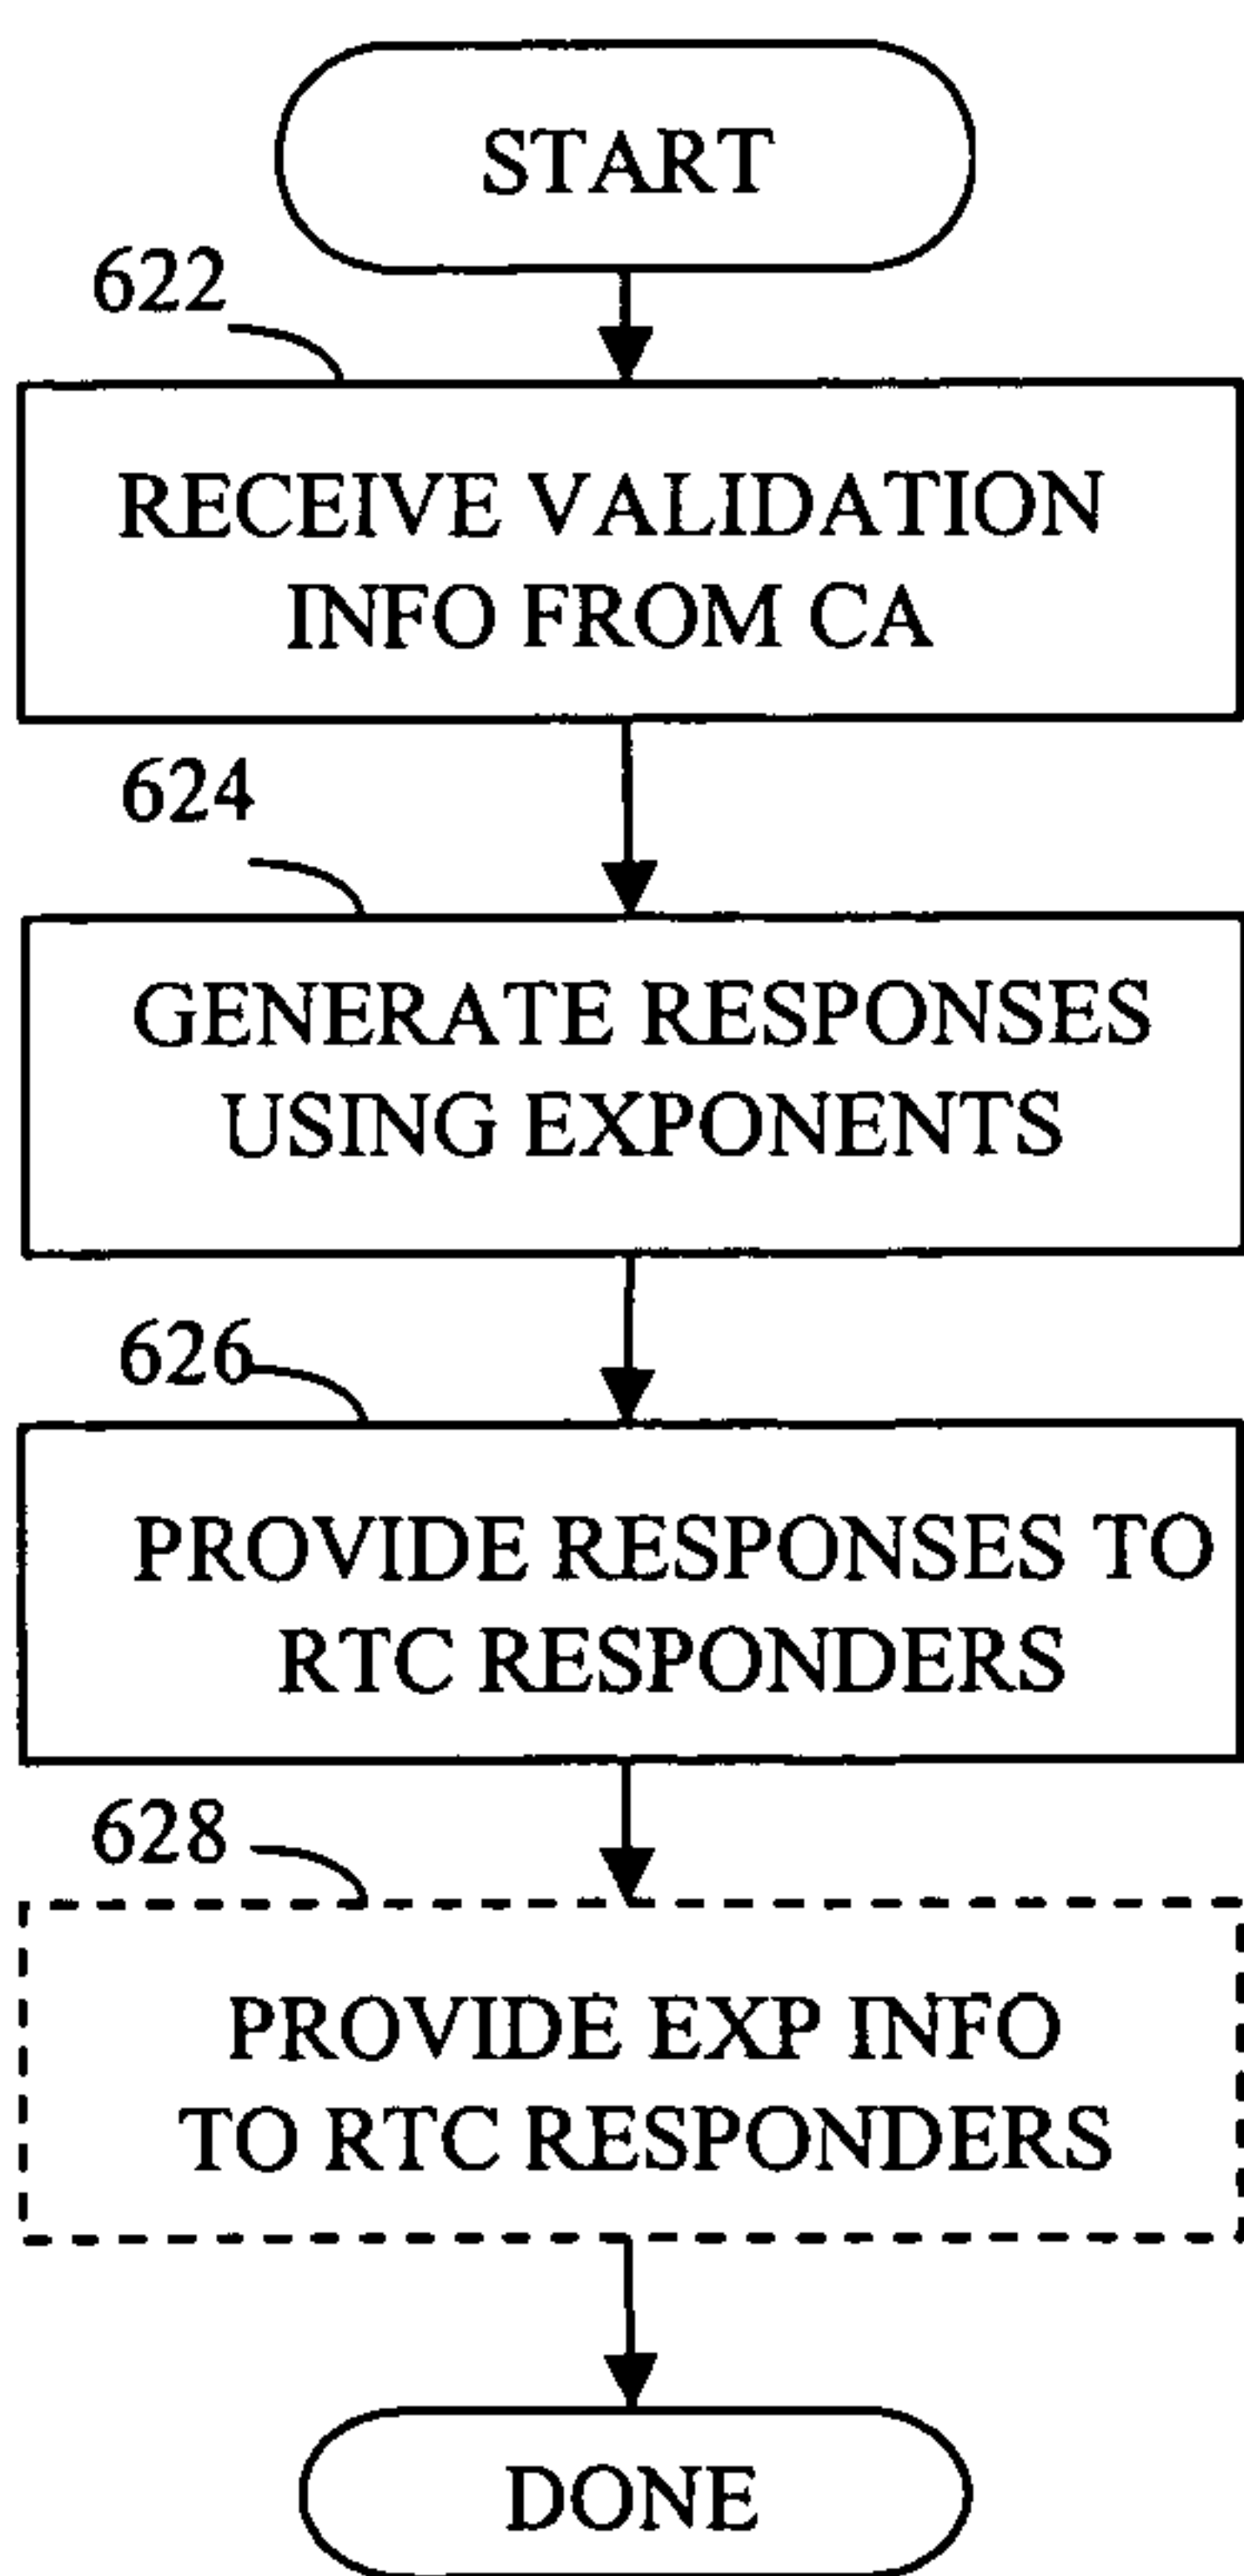 START
622
RECEIVE VALIDATION
INFO FROM CA
624
GENERATE RESPONSES
USING EXPONENTS
626
PROVIDE RESPONSES TO
RTC RESPONDERS
628
PROVIDE EXP INFO
TO RTC RESPONDERS
DONE